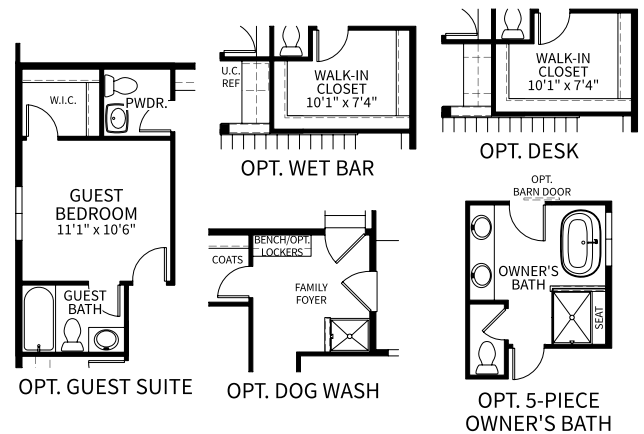 W.I.C.
PWDR.
GUEST
BEDROOM
11'1" x 10'6"
GUEST
BATH
OPT. GUEST SUITE
U.C.
REF
WALK-IN
CLOSET
10'1" x 7'4"
OPT. WET BAR
WALK-IN
CLOSET
10'1" x 7'4"
OPT. DESK
BENCH/OPT.
LOCKERS
COATS
FAMILY
FOYER
OPT. DOG WASH
OPT.
BARN DOOR
OWNER'S
BATH
SEAT
OPT. 5-PIECE
OWNER'S BATH